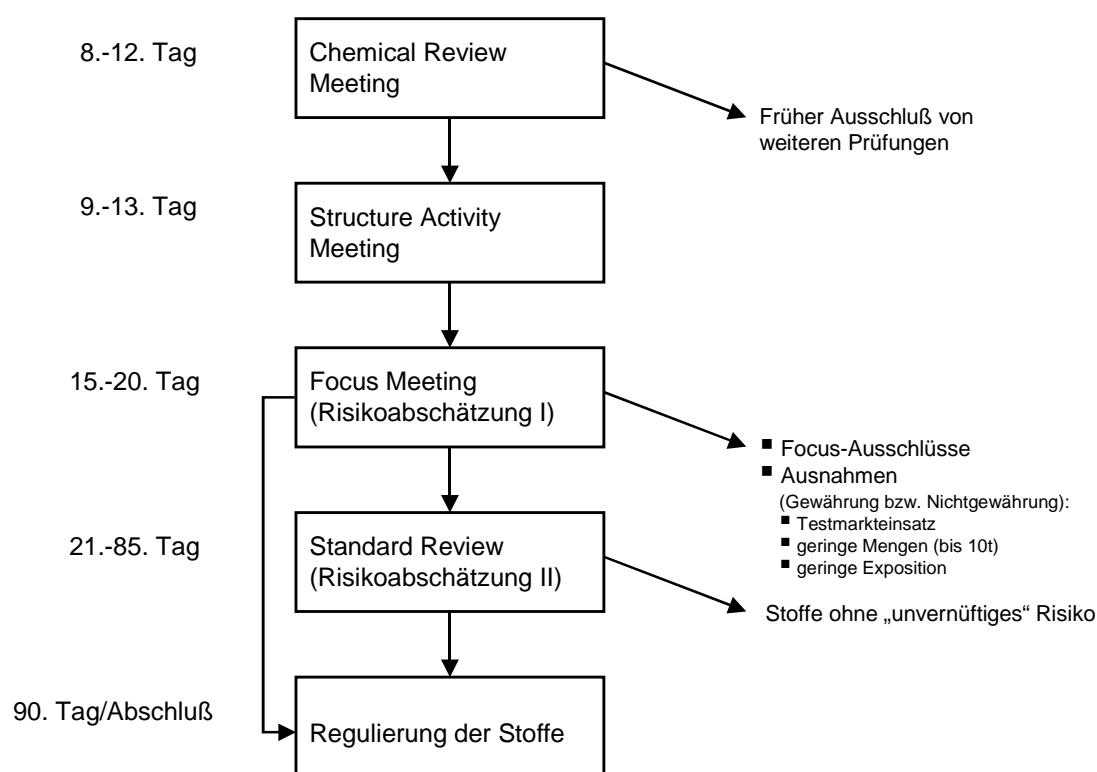 8.-12. Tag
Chemical Review
Meeting
Früher Ausschluß von
weiteren Prüfungen
9.-13. Tag
Structure Activity
Meeting
15.-20. Tag
Focus Meeting
(Risikoabschätzung I)
▪ Focus-Ausschlüsse
▪ Ausnahmen
(Gewährung bzw. Nichtgewährung):
▪ Testmarkteinsatz
▪ geringe Mengen (bis 10t)
▪ geringe Exposition
21.-85. Tag
Standard Review
(Risikoabschätzung II)
Stoffe ohne „unvernüftiges“ Risiko
90. Tag/Abschluß
Regulierung der Stoffe